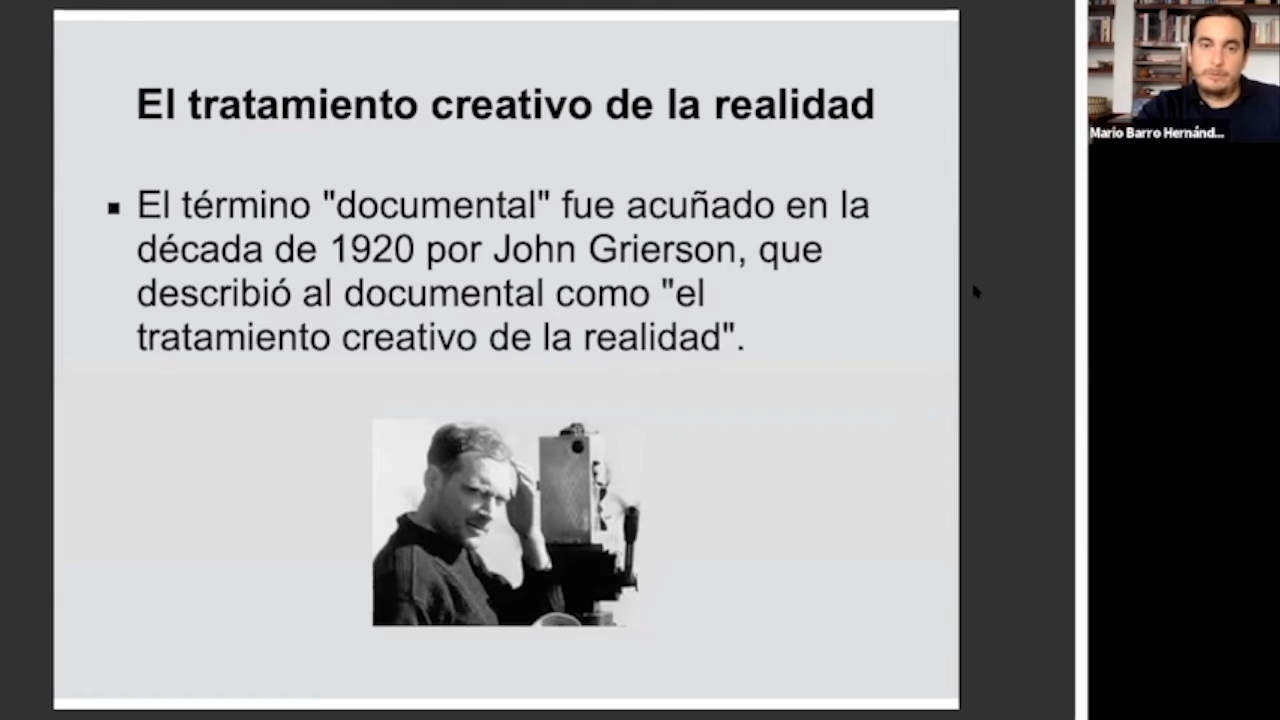 El tratamiento creativo de la realidad
El término "documental" fue acuñado en la
década de 1920 por John Grierson, que
describió al documental como "el
tratamiento creativo de la realidad".
Mario Barro Hernánd...